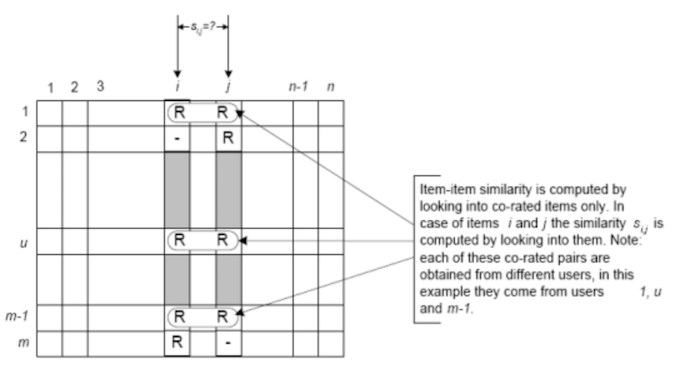 s_{i,j}=?
1 2 3 i j n-1 n
1 R R
2 - R
u R R
m-1 R R
m R -
Item-item similarity is computed by
looking into co-rated items only. In
case of items i and j the similarity s_{i,j} is
computed by looking into them. Note:
each of these co-rated pairs are
obtained from different users, in this
example they come from users 1, u
and m-1.